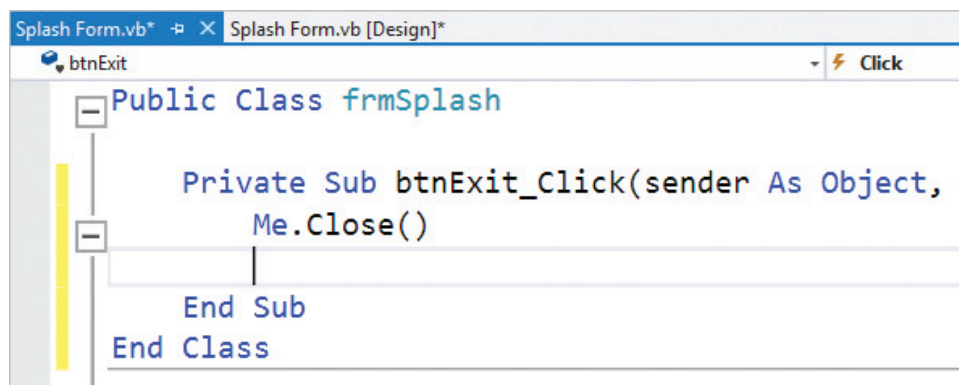 Splash Form.vb* Splash Form.vb [Design]*
btnExit Click
Public Class frmSplash
Private Sub btnExit_Click(sender As Object,
Me.Close()
End Sub
End Class